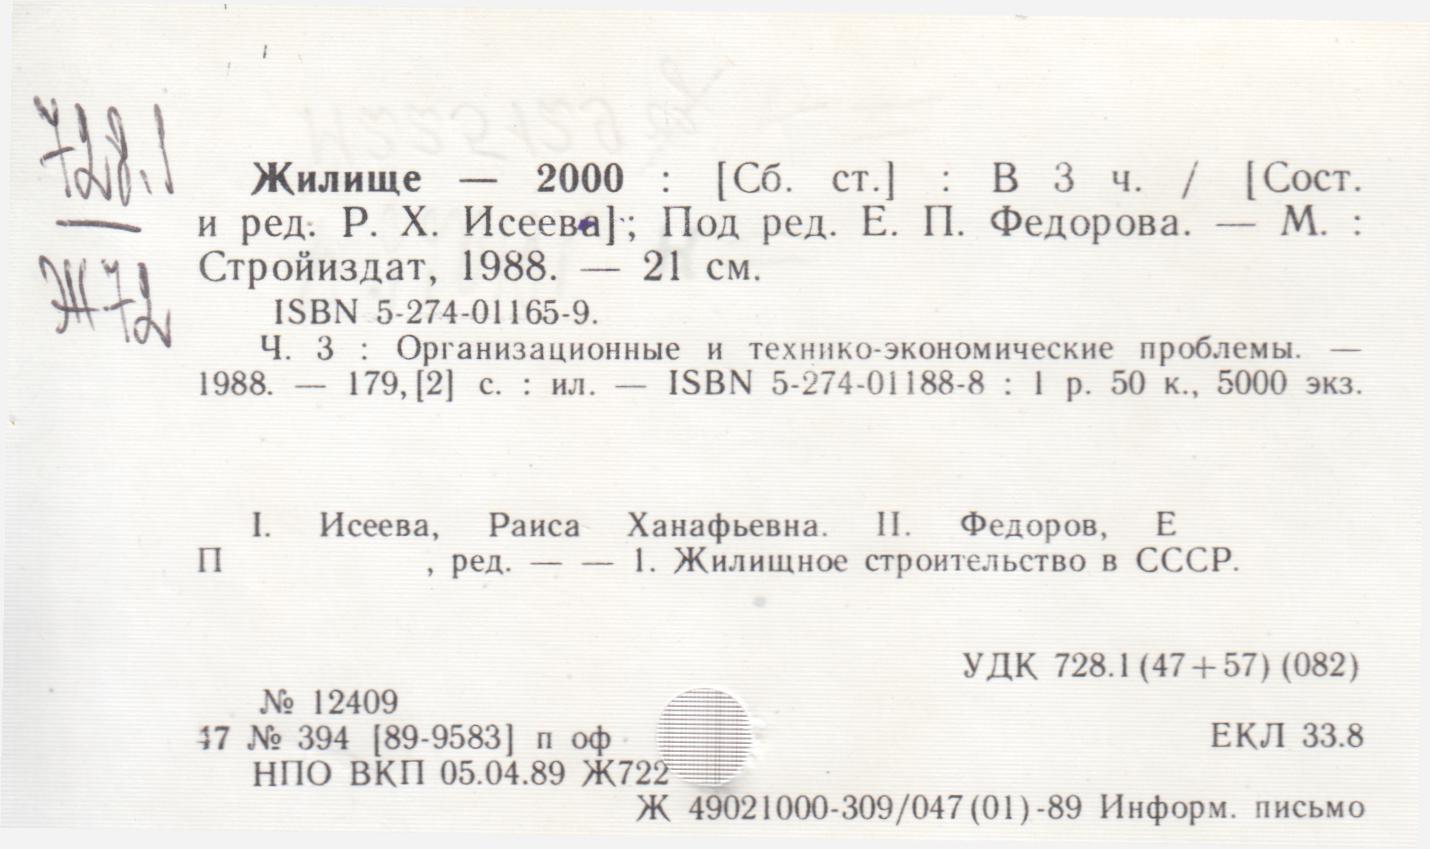 728.1
Ж72
Жилище — 2000 : [Сб. ст.] : В 3 ч. / [Сост.
и ред. Р. Х. Исеева]; Под ред. Е. П. Федорова. — М. :
Стройиздат, 1988. — 21 см.
ISBN 5-274-01165-9.
Ч. 3 : Организационные и технико-экономические проблемы. —
1988. — 179, [2] с. : ил. — ISBN 5-274-01188-8 : 1 р. 50 к., 5000 экз.
I. Исеева, Раиса Ханафьевна. II. Федоров, Е
П , ред. — — 1. Жилищное строительство в СССР.
УДК 728.1 (47+57) (082)
№ 12409
17 № 394 [89-9583] п оф
ЕКЛ 33.8
НПО ВКП 05.04.89 Ж722
Ж 49021000-309/047 (01) -89 Информ. письмо